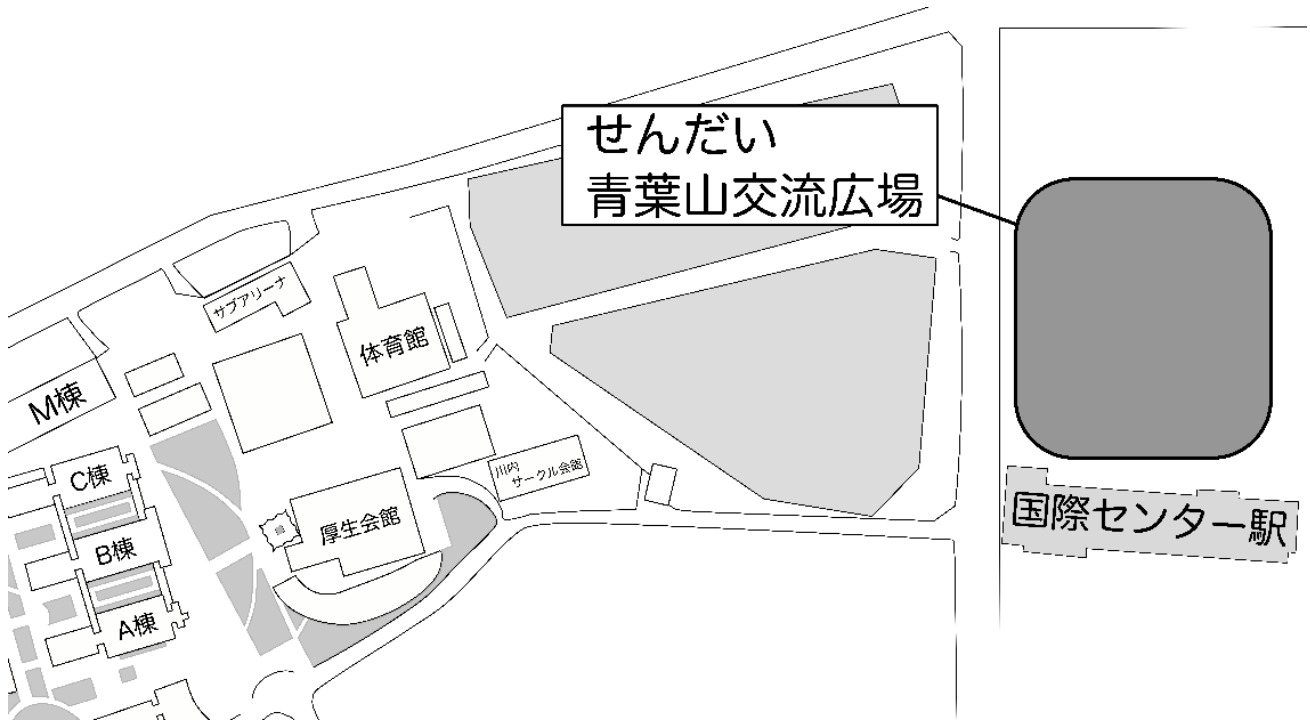 せんだい
青葉山交流広場
サブアリーナ
体育館
M棟
C棟
川内
サークル会館
国際センター駅
厚生会館
B棟
A棟